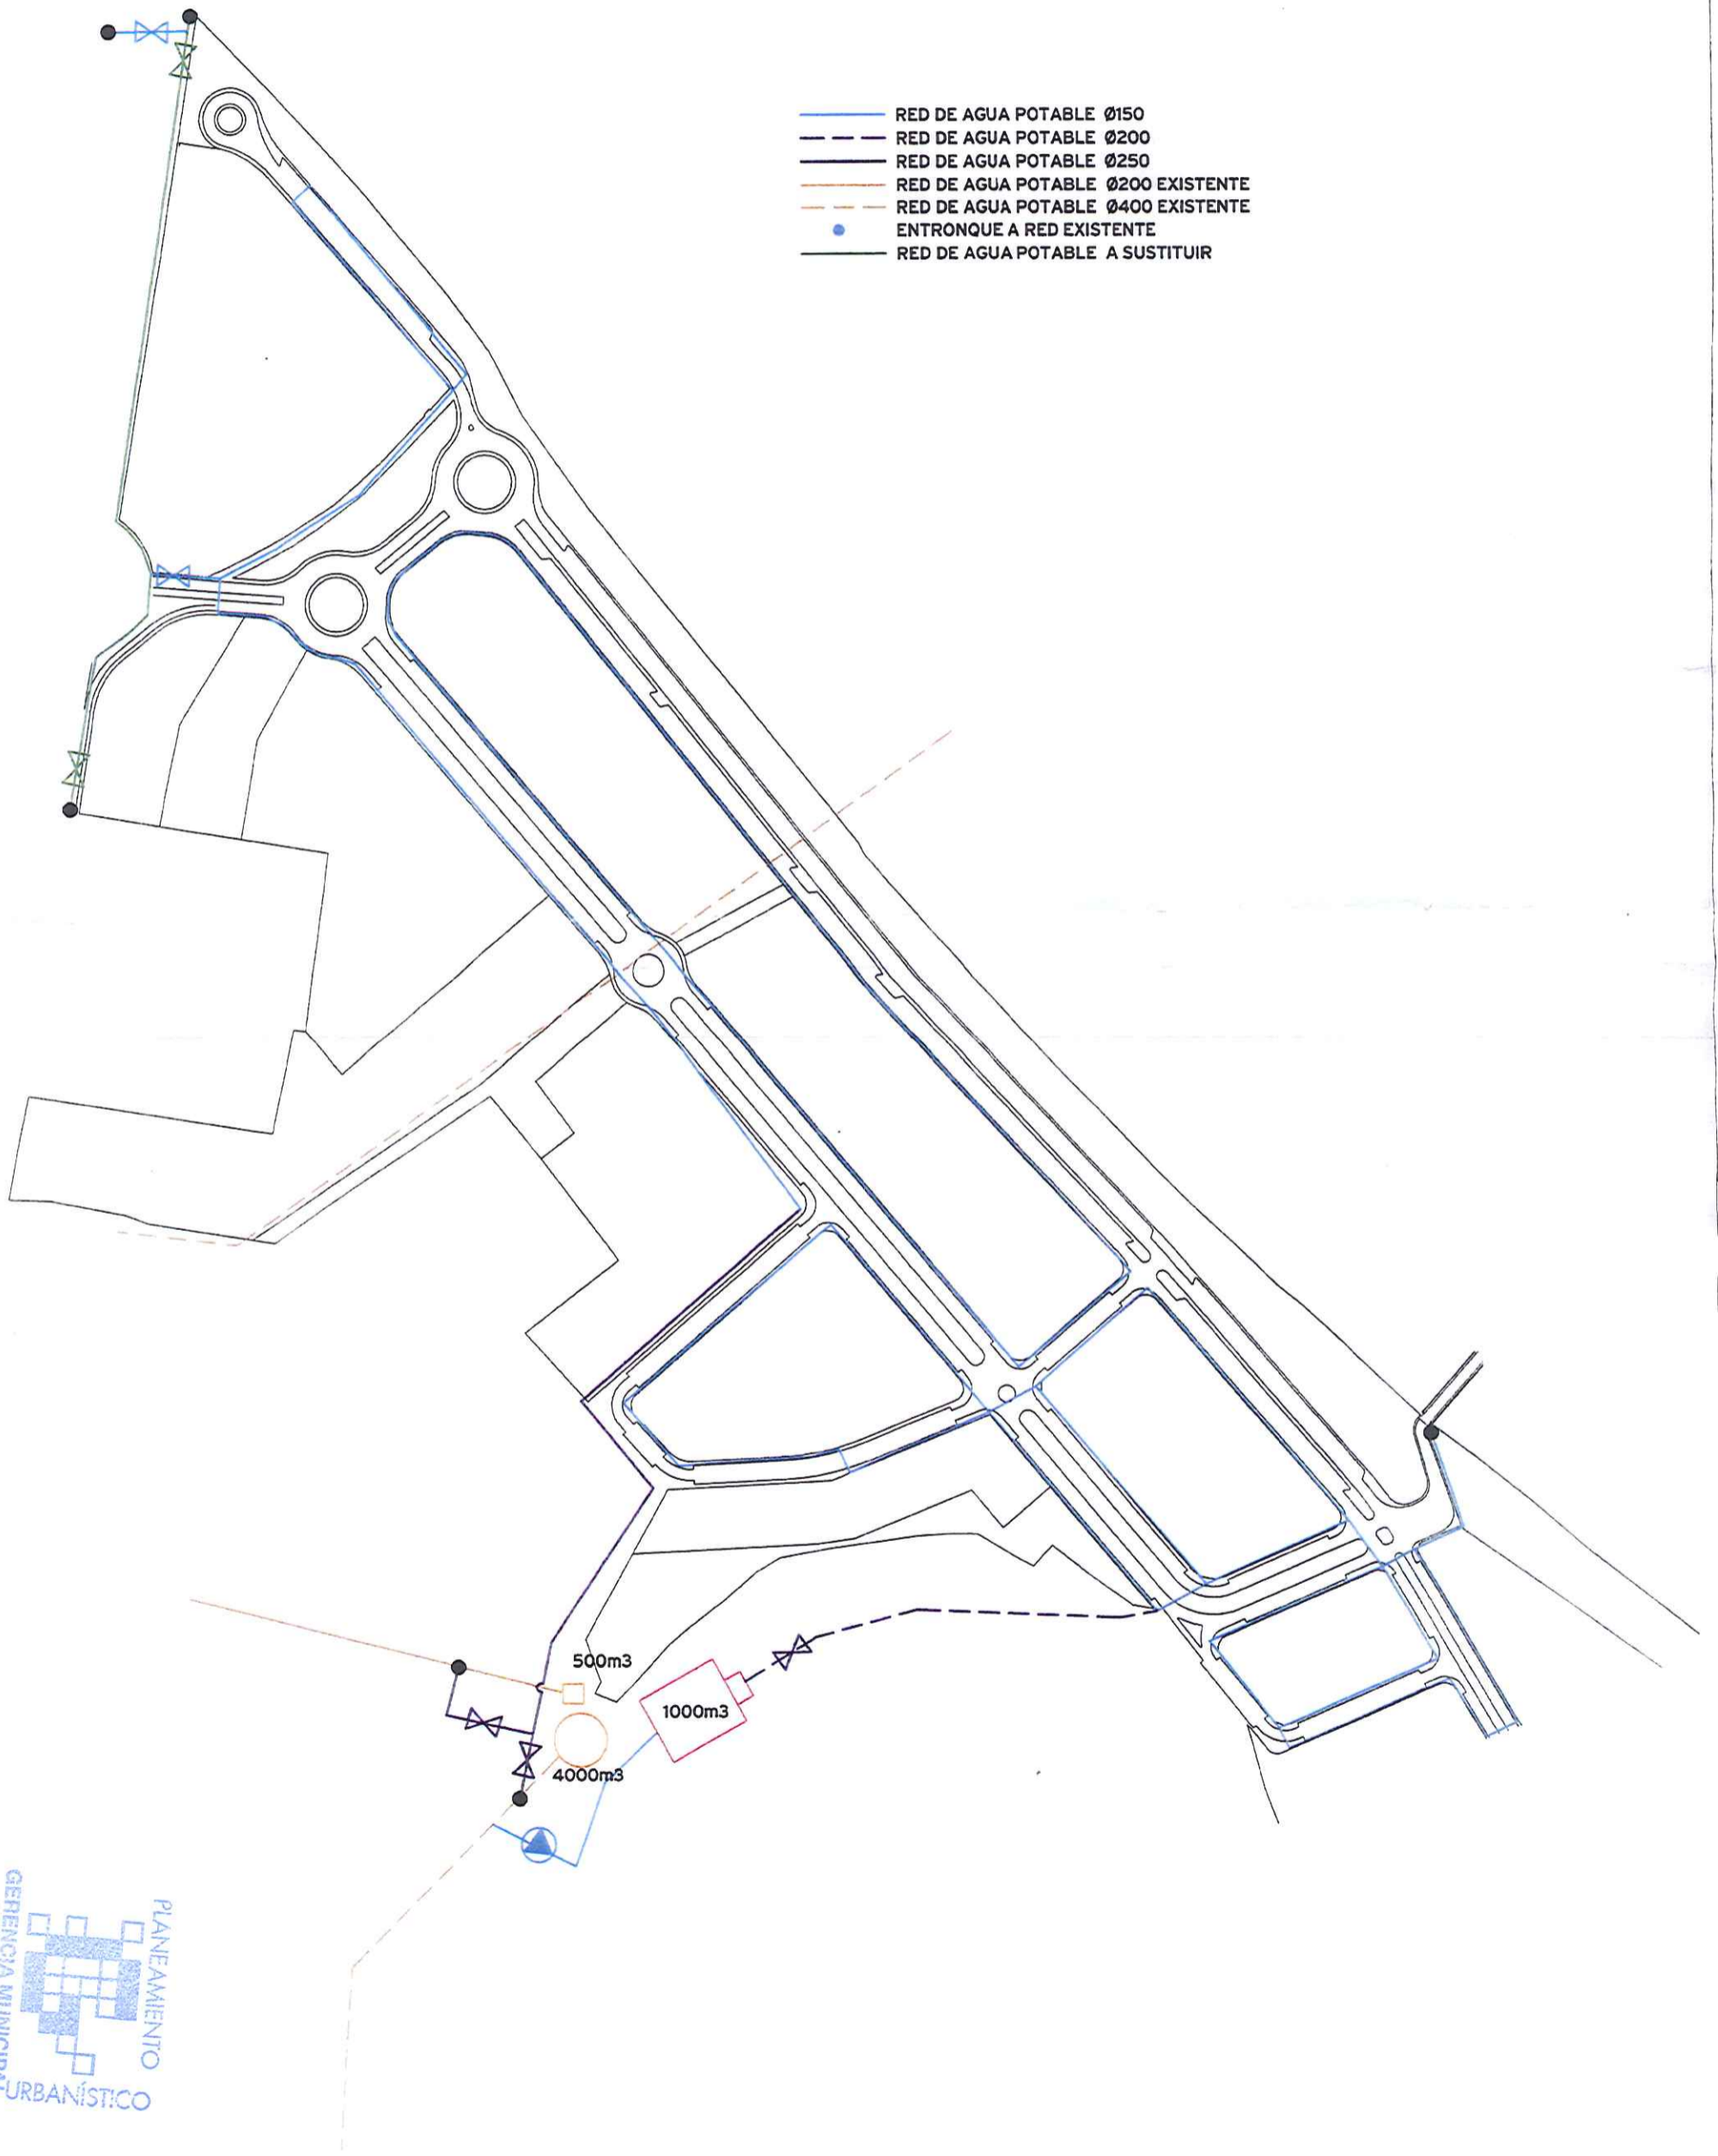 RED DE AGUA POTABLE Ø150
RED DE AGUA POTABLE Ø200
RED DE AGUA POTABLE Ø250
RED DE AGUA POTABLE Ø200 EXISTENTE
RED DE AGUA POTABLE Ø400 EXISTENTE
ENTRONQUE A RED EXISTENTE
RED DE AGUA POTABLE A SUSTITUIR
500m3
1000m3
4000m3
PLANEAMIENTO
URBANÍSTICO
GERENCIA